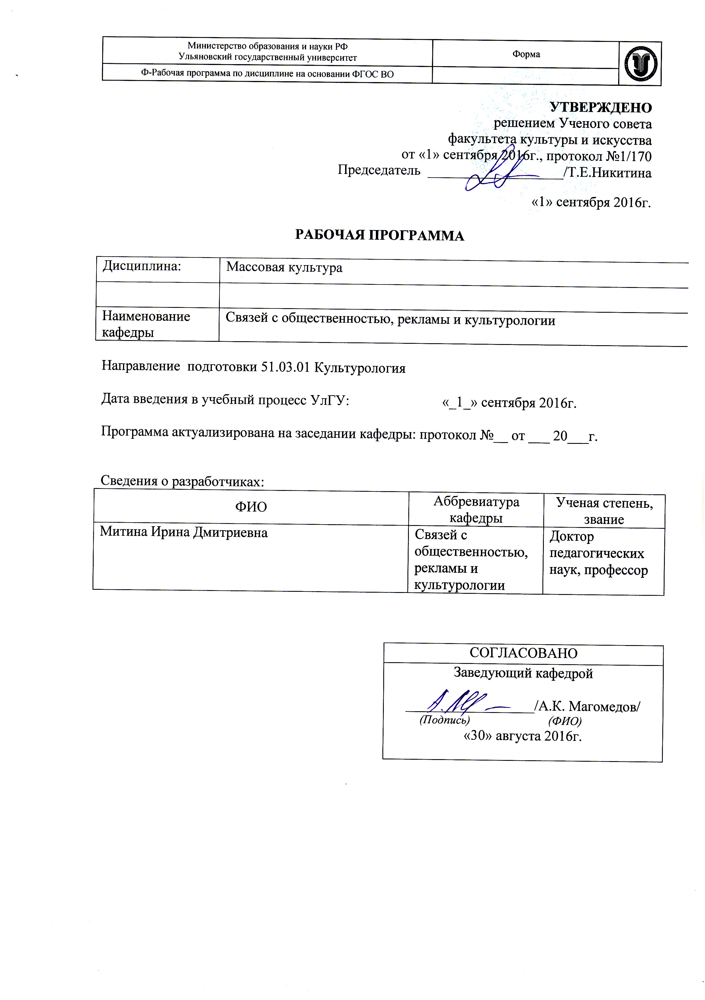 Министерство образования и науки РФ
Ульяновский государственный университет
Форма
Ф-Рабочая программа по дисциплине на основании ФГОС ВО
УТВЕРЖДЕНО
решением Ученого совета
факультета культуры и искусства
от «1» сентября 2016г., протокол №1/170
Председатель ___________________/Т.Е.Никитина
«1» сентября 2016г.
РАБОЧАЯ ПРОГРАММА
Дисциплина:
Массовая культура
Наименование
кафедры
Связей с общественностью, рекламы и культурологии
Направление подготовки 51.03.01 Культурология
Дата введения в учебный процесс УлГУ: «_1_» сентября 2016г.
Программа актуализирована на заседании кафедры: протокол №__ от ___ 20___г.
Сведения о разработчиках:
ФИО
Аббревиатура
кафедры
Ученая степень,
звание
Митина Ирина Дмитриевна
Связей с
общественностью,
рекламы и
культурологии
Доктор
педагогических
наук, профессор
СОГЛАСОВАНО
Заведующий кафедрой
__________________/А.К. Магомедов/
(Подпись) (ФИО)
«30» августа 2016г.